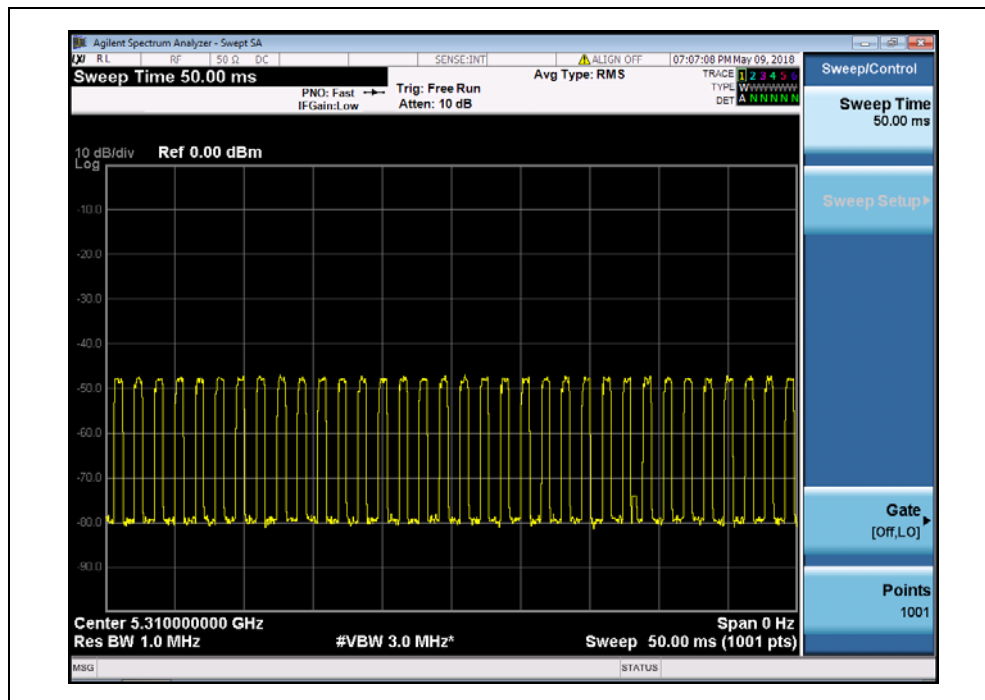 Agilent Spectrum Analyzer - Swept SA
LXI RL RF 50 Ω DC SENSE:INT ALIGN OFF 07:07:08 PM May 09, 2018
Sweep Time 50.00 ms
PNO: Fast
IFGain:Low
Trig: Free Run
Atten: 10 dB
Avg Type: RMS
TRACE 1 2 3 4 5 6
TYPE WWWWWW
DET A N N N N N
10 dB/div
Log
Ref 0.00 dBm
-10.0
-20.0
-30.0
-40.0
-50.0
-60.0
-70.0
-80.0
-90.0
Center 5.310000000 GHz
Span 0 Hz
Res BW 1.0 MHz
#VBW 3.0 MHz*
Sweep 50.00 ms (1001 pts)
MSG
STATUS
Sweep/Control
Sweep Time
50.00 ms
Sweep Setup
Gate
[Off,LO]
Points
1001